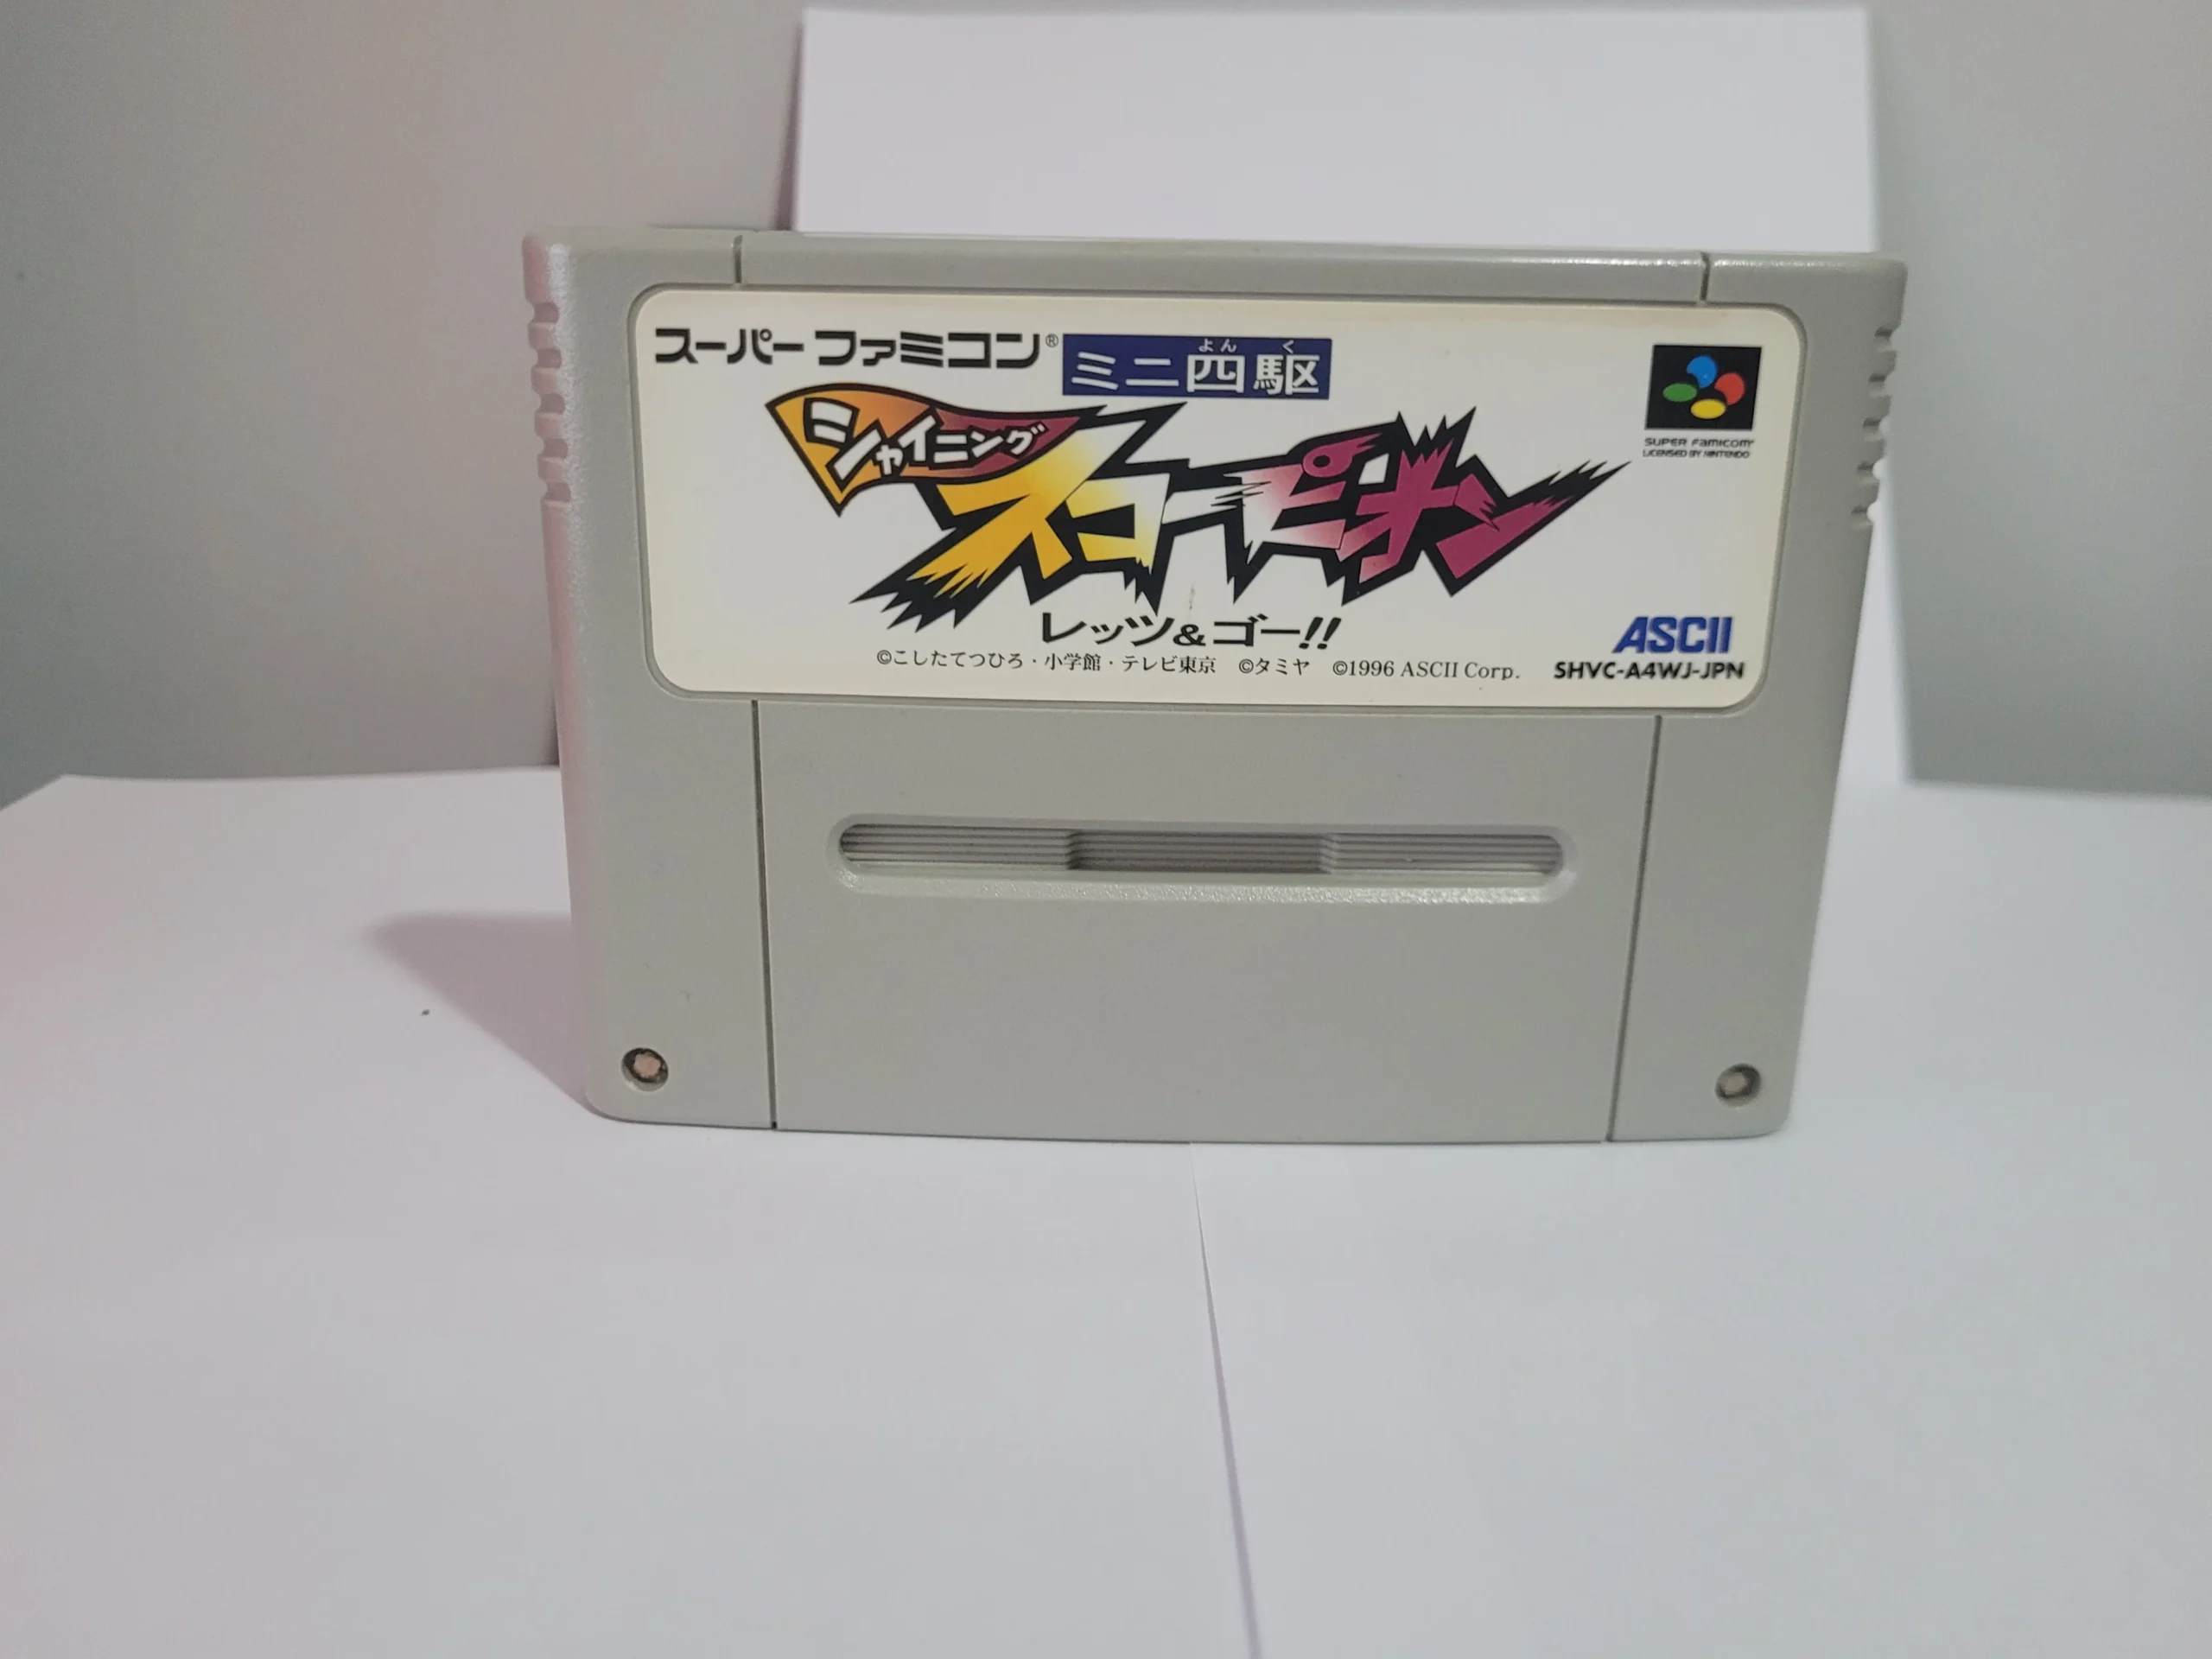 スーパーファミコン®
ミニ四駆
よんく
シャイニング
スコーピオン
レッツ&ゴー!!
©こしたてつひろ・小学館・テレビ東京 ©タミヤ ©1996 ASCII Corp.
SUPER FAMICOM
LICENSED BY NINTENDO
ASCII
SHVC-A4WJ-JPN